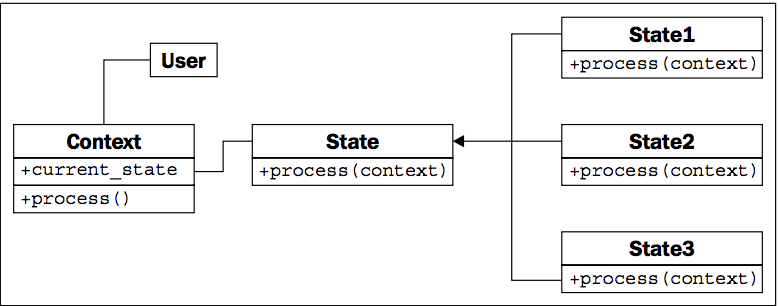 User
Context
+current_state
+process()
State
+process(context)
State1
+process(context)
State2
+process(context)
State3
+process(context)